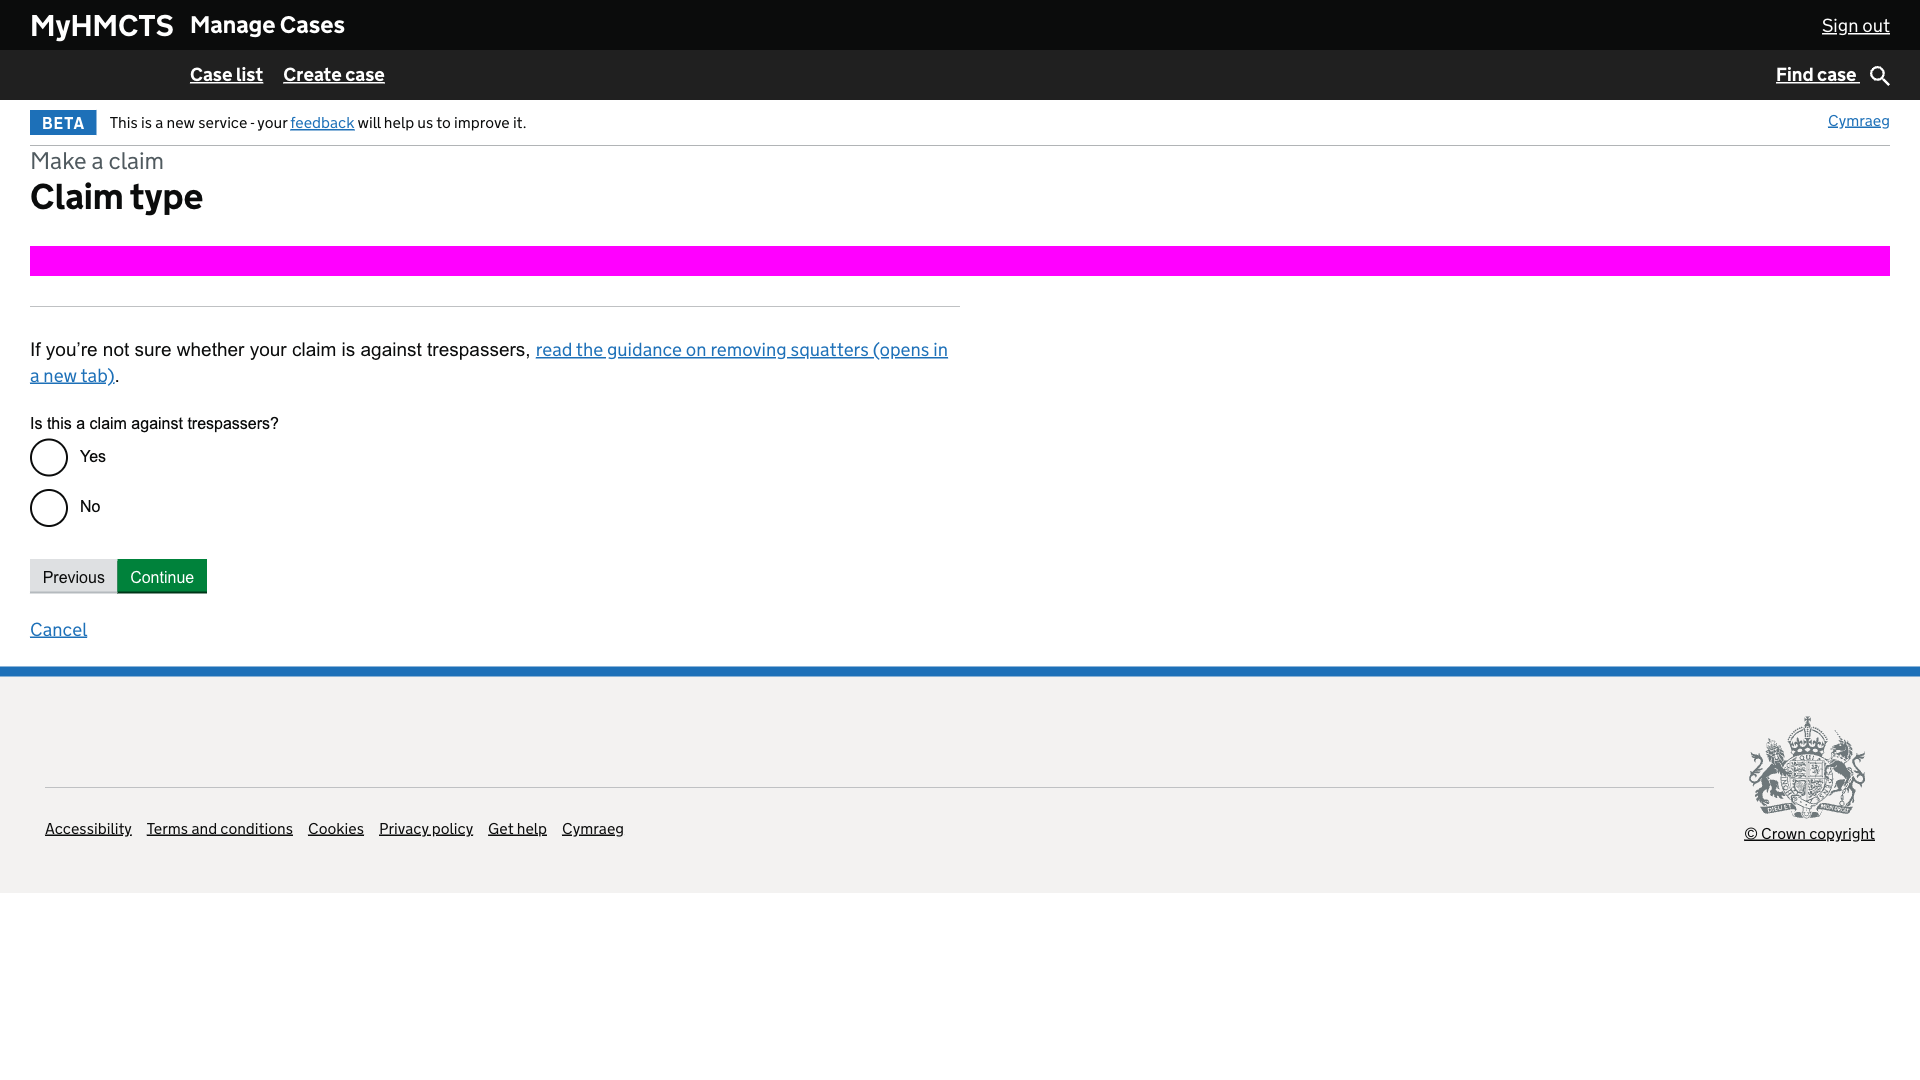 MyHMCTS Manage Cases Sign out
Case list Create case Find case
BETA This is a new service - your feedback will help us to improve it. Cymraeg
Make a claim
Claim type
If you’re not sure whether your claim is against trespassers, read the guidance on removing squatters (opens in
a new tab).
Is this a claim against trespassers?
Yes
No
Previous Continue
Cancel
Accessibility Terms and conditions Cookies Privacy policy Get help Cymraeg
© Crown copyright